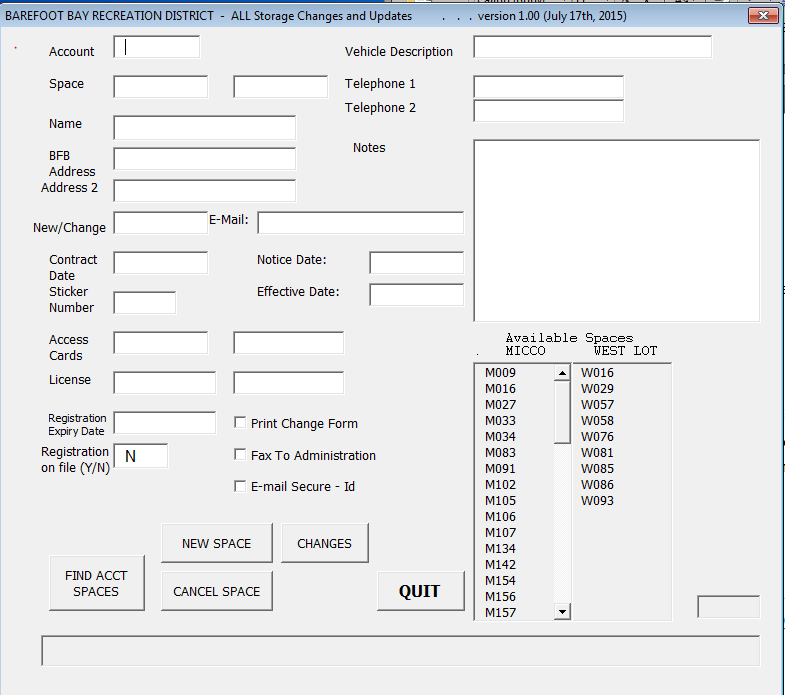 BAREFOOT BAY RECREATION DISTRICT - ALL Storage Changes and Updates . . . version 1.00 (July 17th, 2015)
Account
Vehicle Description
Space
Telephone 1
Telephone 2
Name
Notes
BFB
Address
Address 2
New/Change
E-Mail:
Contract
Date
Notice Date:
Sticker
Number
Effective Date:
Access
Cards
License
Registration
Expiry Date
Registration
on file (Y/N)
N
Print Change Form
Fax To Administration
E-mail Secure - Id
Available Spaces
. MICCO WEST LOT
M009 W016
M016 W029
M027 W057
M033 W058
M034 W076
M083 W081
M091 W085
M102 W086
M105 W093
M106
M107
M134
M142
M154
M156
M157
NEW SPACE
CHANGES
FIND ACCT
SPACES
CANCEL SPACE
QUIT